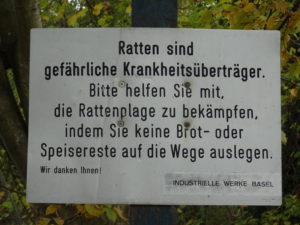 Ratten sind
gefährliche Krankheitsüberträger.
Bitte helfen Sie mit,
die Rattenplage zu bekämpfen,
indem Sie keine Brot- oder
Speisereste auf die Wege auslegen.
Wir danken Ihnen!
INDUSTRIELLE WERKE BASEL